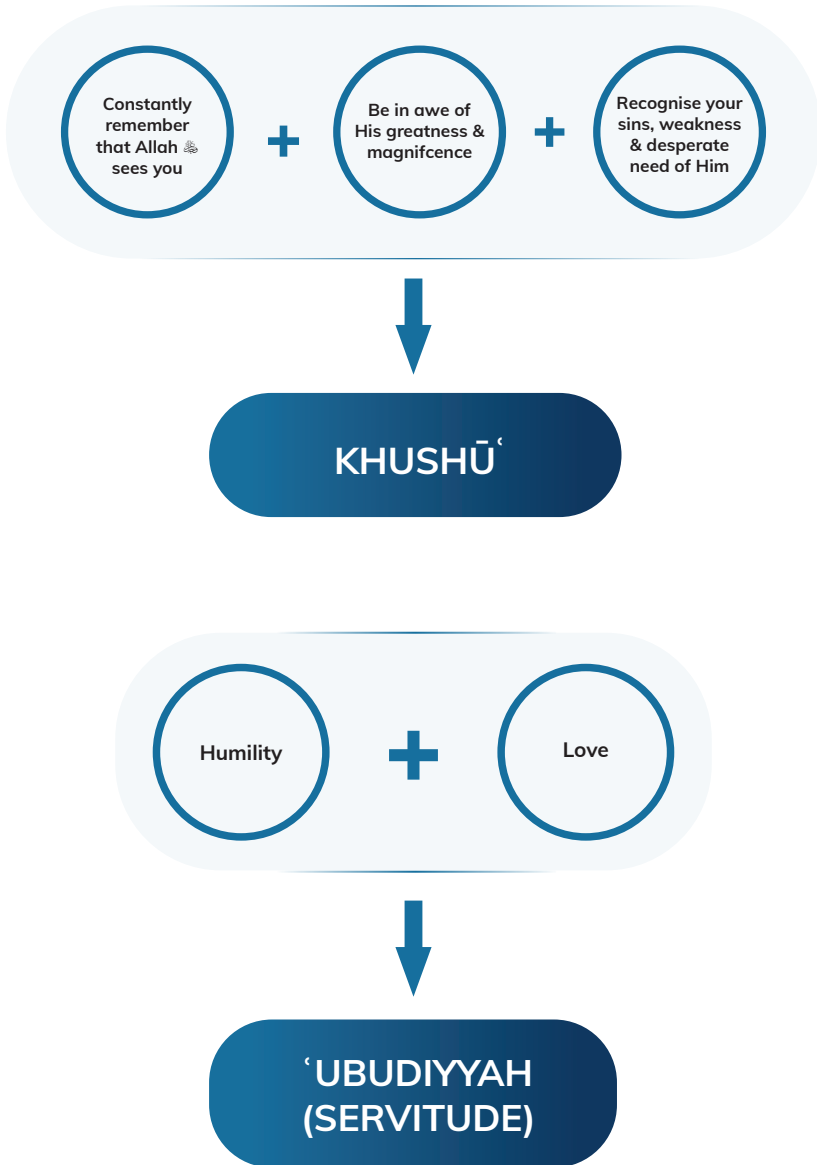 Constantly
remember
that Allah ﷻ
sees you
+
Be in awe of
His greatness &
magnifcence
+
Recognise your
sins, weakness
& desperate
need of Him
KHUSHŪʿ
Humility
+
Love
ʿUBUDIYYAH
(SERVITUDE)